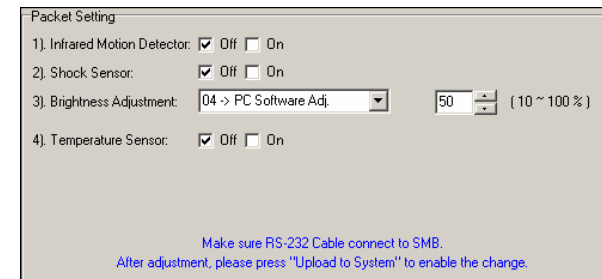 Packet Setting
1). Infrared Motion Detector: Off On
2). Shock Sensor: Off On
3). Brightness Adjustment: 04 -> PC Software Adj. 50 ( 10 ~ 100 % )
4). Temperature Sensor: Off On
Make sure RS-232 Cable connect to SMB.
After adjustment, please press "Upload to System" to enable the change.